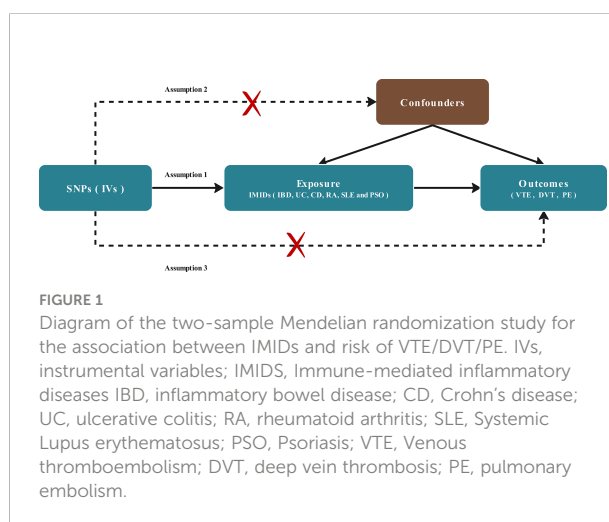 Assumption 2
Confounders
Assumption 1
SNPs ( IVs )
Exposure
IMIDs ( IBD, UC, CD, RA, SLE and PSO )
Outcomes
( VTE , DVT , PE )
Assumption 3
FIGURE 1
Diagram of the two-sample Mendelian randomization study for
the association between IMIDs and risk of VTE/DVT/PE. IVs,
instrumental variables; IMIDS, Immune-mediated inflammatory
diseases IBD, inflammatory bowel disease; CD, Crohn’s disease;
UC, ulcerative colitis; RA, rheumatoid arthritis; SLE, Systemic
Lupus erythematosus; PSO, Psoriasis; VTE, Venous
thromboembolism; DVT, deep vein thrombosis; PE, pulmonary
embolism.